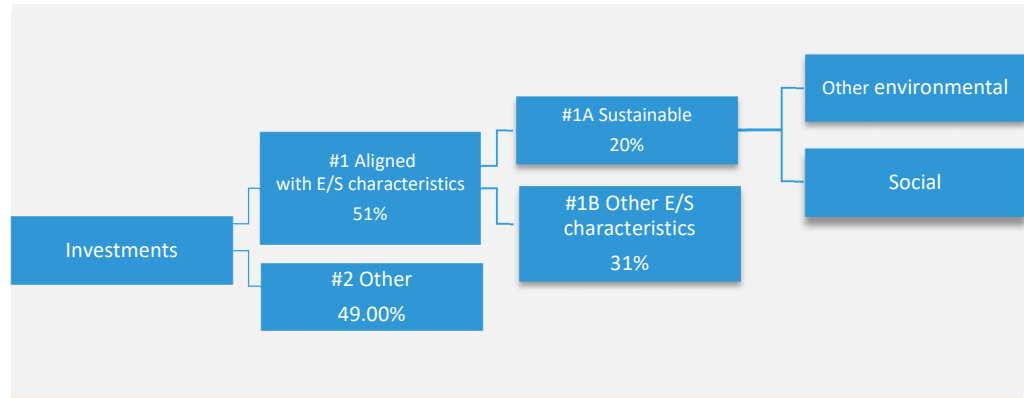 Investments
#1 Aligned
with E/S characteristics
51%
#2 Other
49.00%
#1A Sustainable
20%
#1B Other E/S
characteristics
31%
Other environmental
Social